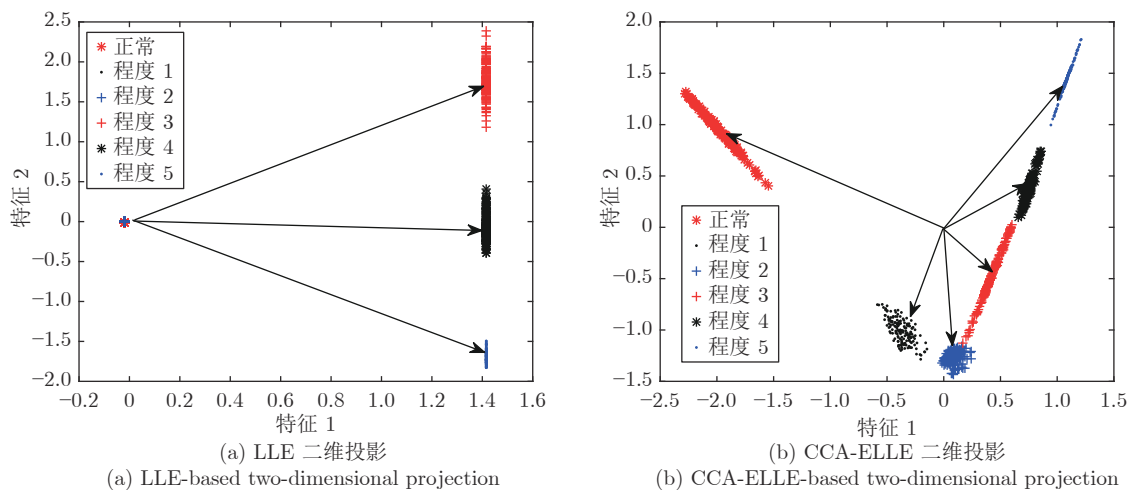 2.5
2.0
1.5
1.0
0.5
0
−0.5
−1.0
−1.5
−2.0
特征 2
正常
程度 1
程度 2
程度 3
程度 4
程度 5
−0.2 0 0.2 0.4 0.6 0.8 1.0 1.2 1.4 1.6
特征 1
(a) LLE 二维投影
(a) LLE-based two-dimensional projection
2.0
1.5
1.0
0.5
0
−0.5
−1.0
−1.5
特征 2
正常
程度 1
程度 2
程度 3
程度 4
程度 5
−2.5 −2.0 −1.5 −1.0 −0.5 0 0.5 1.0 1.5
特征 1
(b) CCA-ELLE 二维投影
(b) CCA-ELLE-based two-dimensional projection